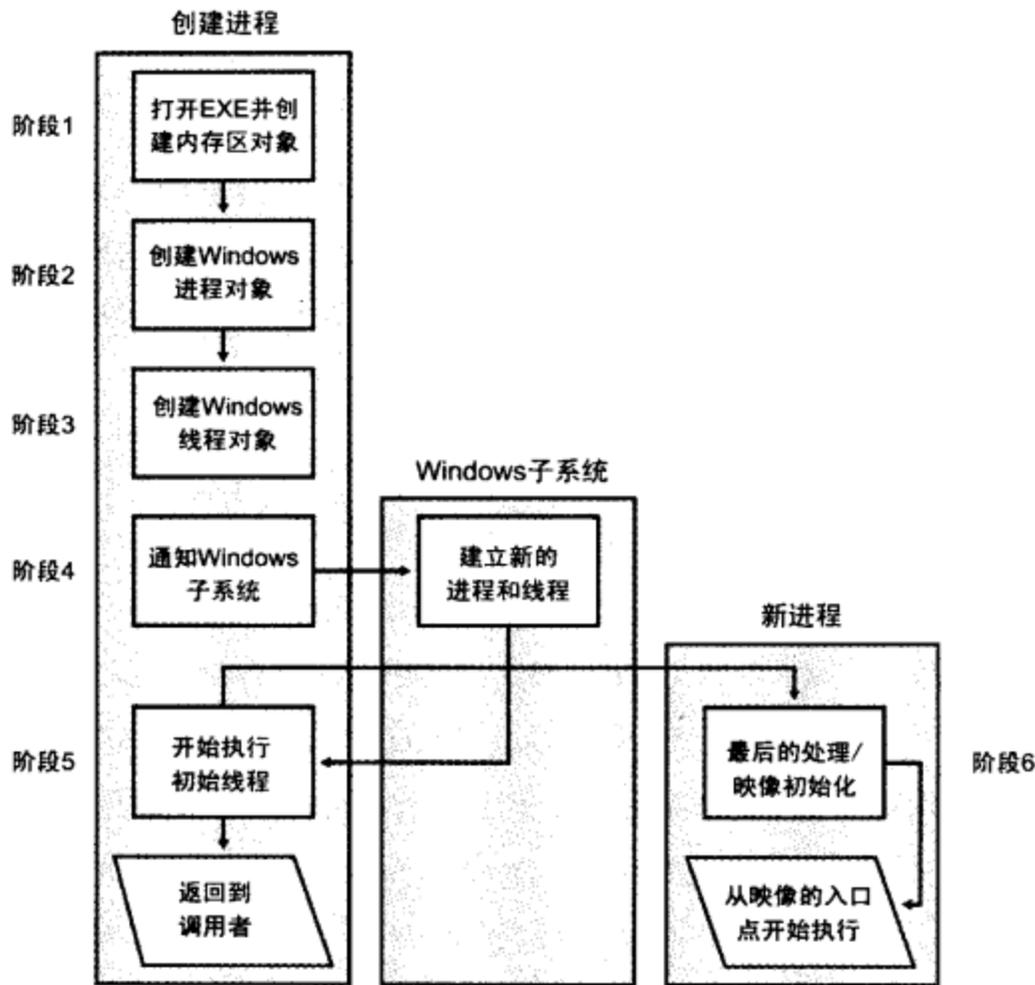 创建进程
阶段1
打开EXE并创
建内存区对象
阶段2
创建Windows
进程对象
阶段3
创建Windows
线程对象
Windows子系统
阶段4
通知Windows
子系统
建立新的
进程和线程
新进程
阶段5
开始执行
初始线程
最后的处理/
映像初始化
阶段6
返回到
调用者
从映像的入口
点开始执行